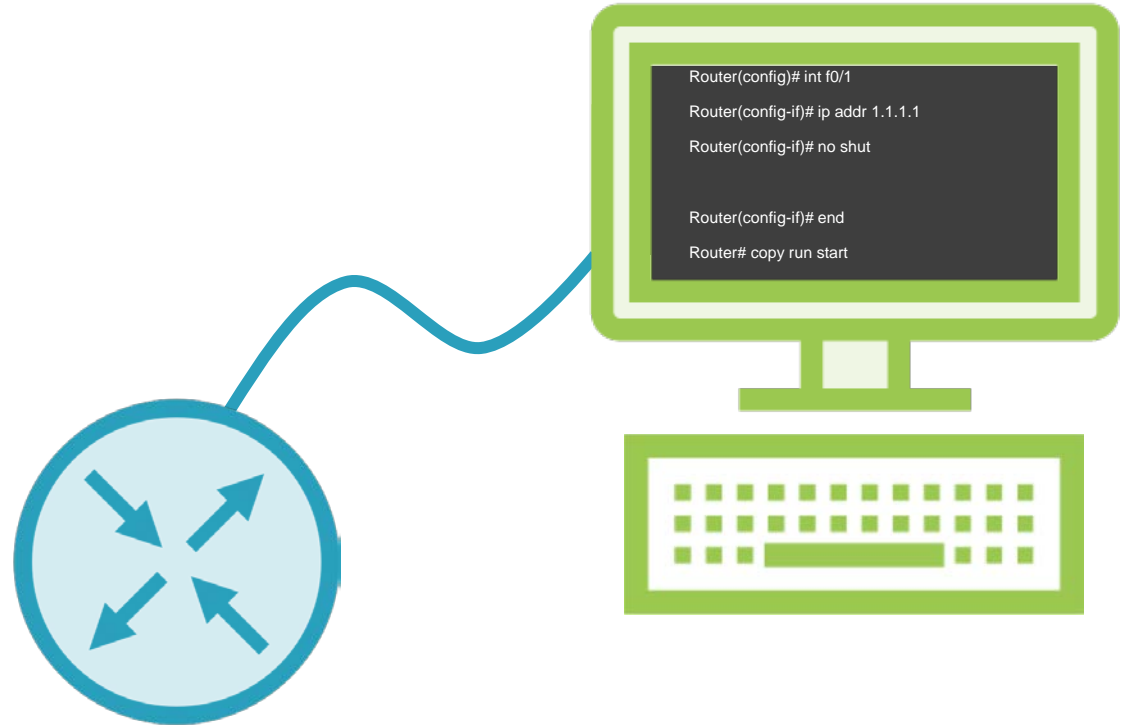 Router(config)# int f0/1
Router(config-if)# ip addr 1.1.1.1
Router(config-if)# no shut
Router(config-if)# end
Router# copy run start